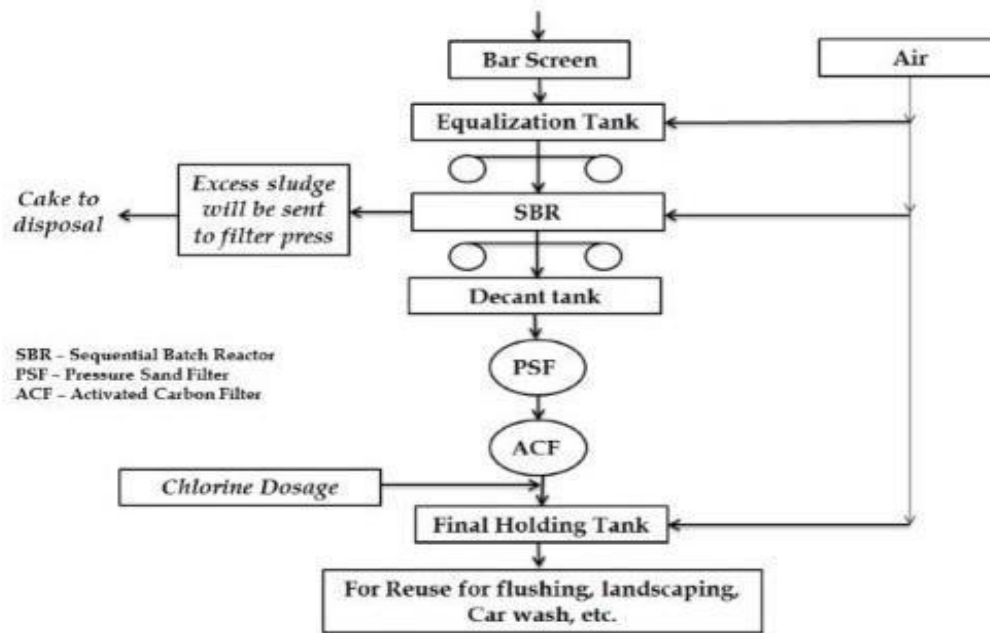 Bar Screen
Air
Equalization Tank
Excess sludge
will be sent
to filter press
Cake to
disposal
SBR
Decant tank
SBR – Sequential Batch Reactor
PSF – Pressure Sand Filter
ACF – Activated Carbon Filter
PSF
ACF
Chlorine Dosage
Final Holding Tank
For Reuse for flushing, landscaping,
Car wash, etc.